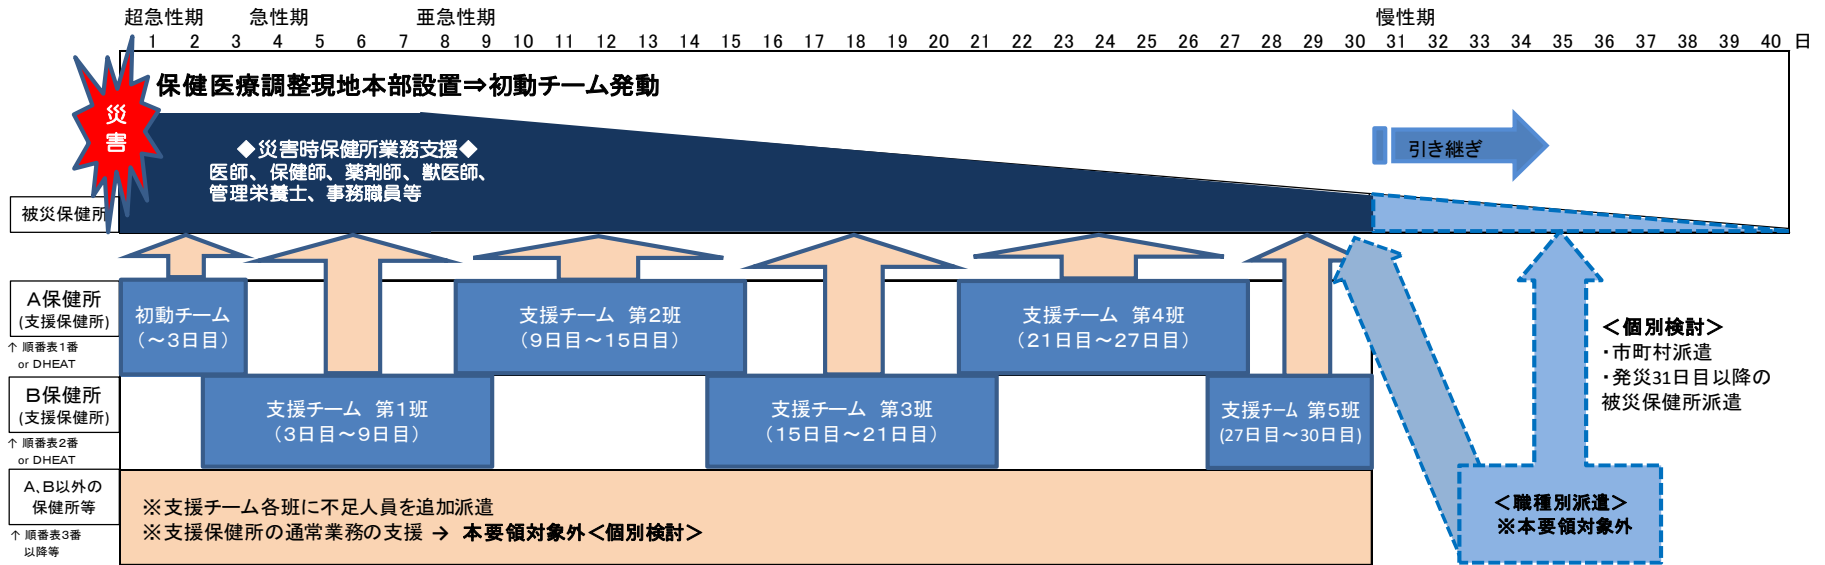 超急性期 急性期 亜急性期 慢性期
1 2 3 4 5 6 7 8 9 10 11 12 13 14 15 16 17 18 19 20 21 22 23 24 25 26 27 28 29 30 31 32 33 34 35 36 37 38 39 40 日
保健医療調整現地本部設置⇒初動チーム発動
災
害
◆災害時保健所業務支援◆
医師、保健師、薬剤師、獣医師、
管理栄養士、事務職員等
引き継ぎ
被災保健所
A保健所
(支援保健所)
↑ 順番表1番
or DHEAT
初動チーム
(～3日目)
支援チーム 第2班
(9日目～15日目)
支援チーム 第4班
(21日目～27日目)
B保健所
(支援保健所)
↑ 順番表2番
or DHEAT
支援チーム 第1班
(3日目～9日目)
支援チーム 第3班
(15日目～21日目)
支援チーム 第5班
(27日目～30日目)
A、B以外の
保健所等
↑ 順番表3番
以降等
※支援チーム各班に不足人員を追加派遣
※支援保健所の通常業務の支援 → 本要領対象外＜個別検討＞
＜個別検討＞
・市町村派遣
・発災31日目以降の
被災保健所派遣
＜職種別派遣＞
※本要領対象外